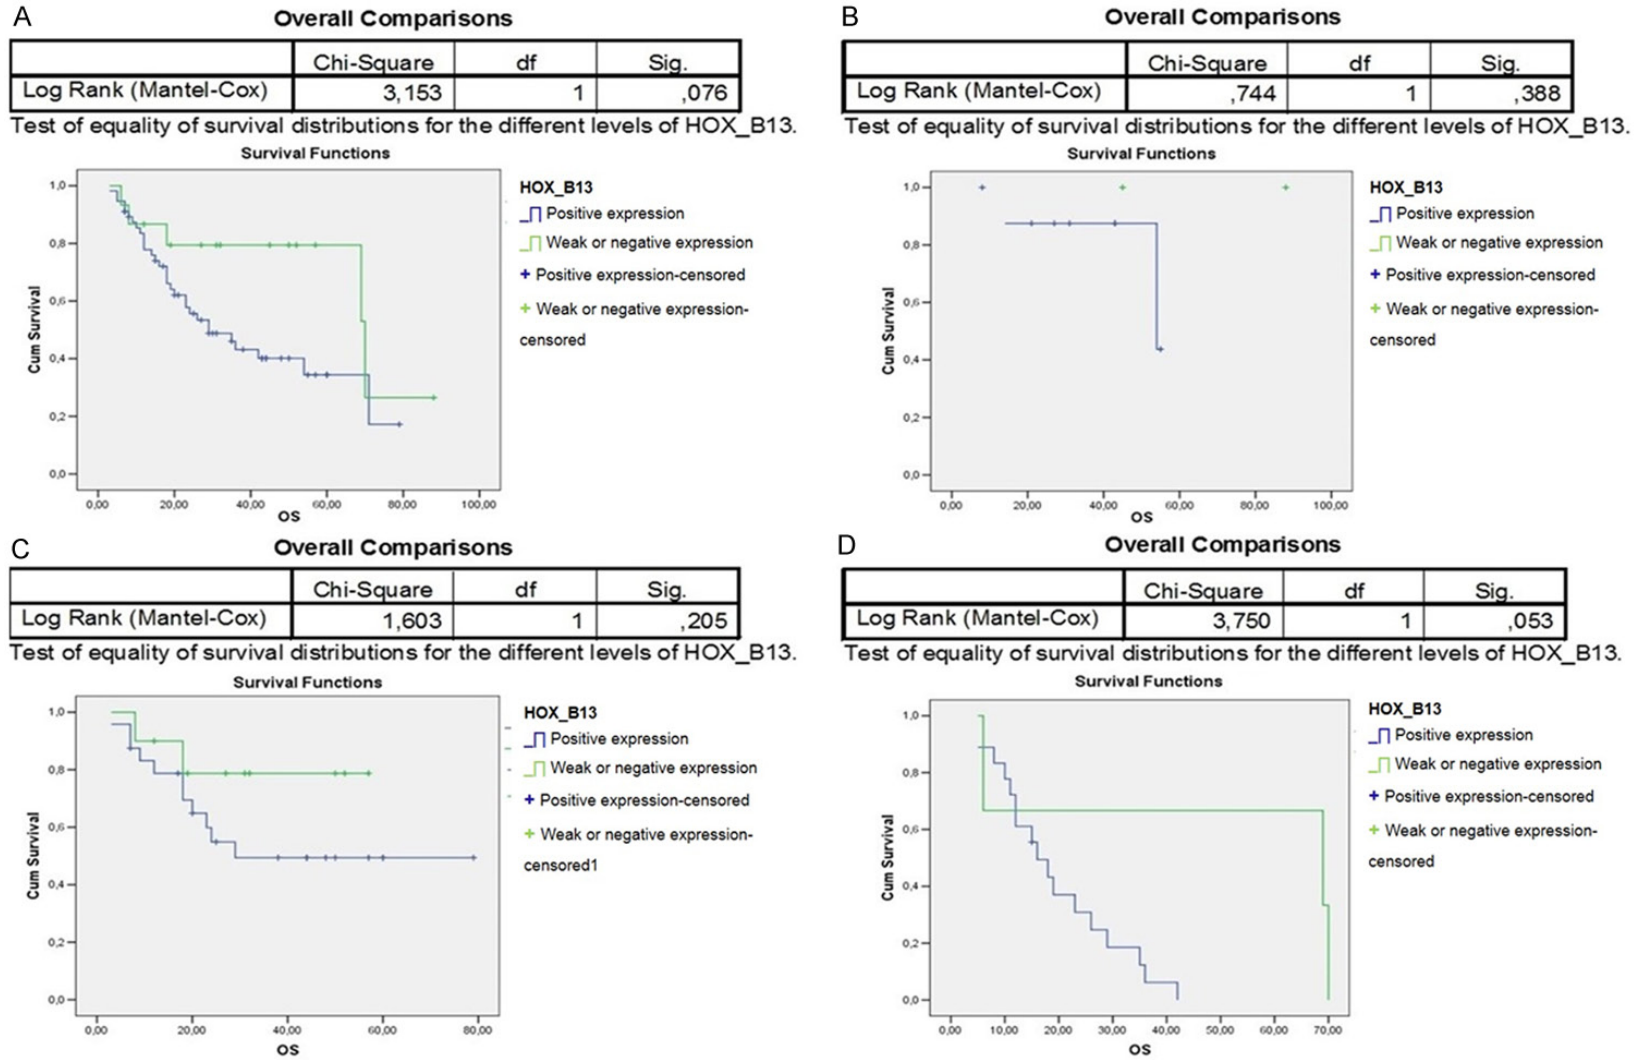 A
Overall Comparisons
Chi-Square df Sig.
Log Rank (Mantel-Cox) 3,153 1 ,076
Test of equality of survival distributions for the different levels of HOX_B13.
Survival Functions
1,0
0,8
0,6
0,4
0,2
0,0
Cum Survival
0,00 20,00 40,00 60,00 80,00 100,00
OS
HOX_B13
Positive expression
Weak or negative expression
Positive expression-censored
Weak or negative expression-
censored
B
Overall Comparisons
Chi-Square df Sig.
Log Rank (Mantel-Cox) ,744 1 ,388
Test of equality of survival distributions for the different levels of HOX_B13.
Survival Functions
1,0
0,8
0,6
0,4
0,2
0,0
Cum Survival
0,00 20,00 40,00 60,00 80,00 100,00
OS
HOX_B13
Positive expression
Weak or negative expression
Positive expression-censored
Weak or negative expression-
censored
C
Overall Comparisons
Chi-Square df Sig.
Log Rank (Mantel-Cox) 1,603 1 ,205
Test of equality of survival distributions for the different levels of HOX_B13.
Survival Functions
1,0
0,8
0,6
0,4
0,2
0,0
Cum Survival
0,00 20,00 40,00 60,00 80,00
OS
HOX_B13
Positive expression
Weak or negative expression
Positive expression-censored
Weak or negative expression-
censored1
D
Overall Comparisons
Chi-Square df Sig.
Log Rank (Mantel-Cox) 3,750 1 ,053
Test of equality of survival distributions for the different levels of HOX_B13.
Survival Functions
1,0
0,8
0,6
0,4
0,2
0,0
Cum Survival
0,00 10,00 20,00 30,00 40,00 50,00 60,00 70,00
OS
HOX_B13
Positive expression
Weak or negative expression
Positive expression-censored
Weak or negative expression-
censored